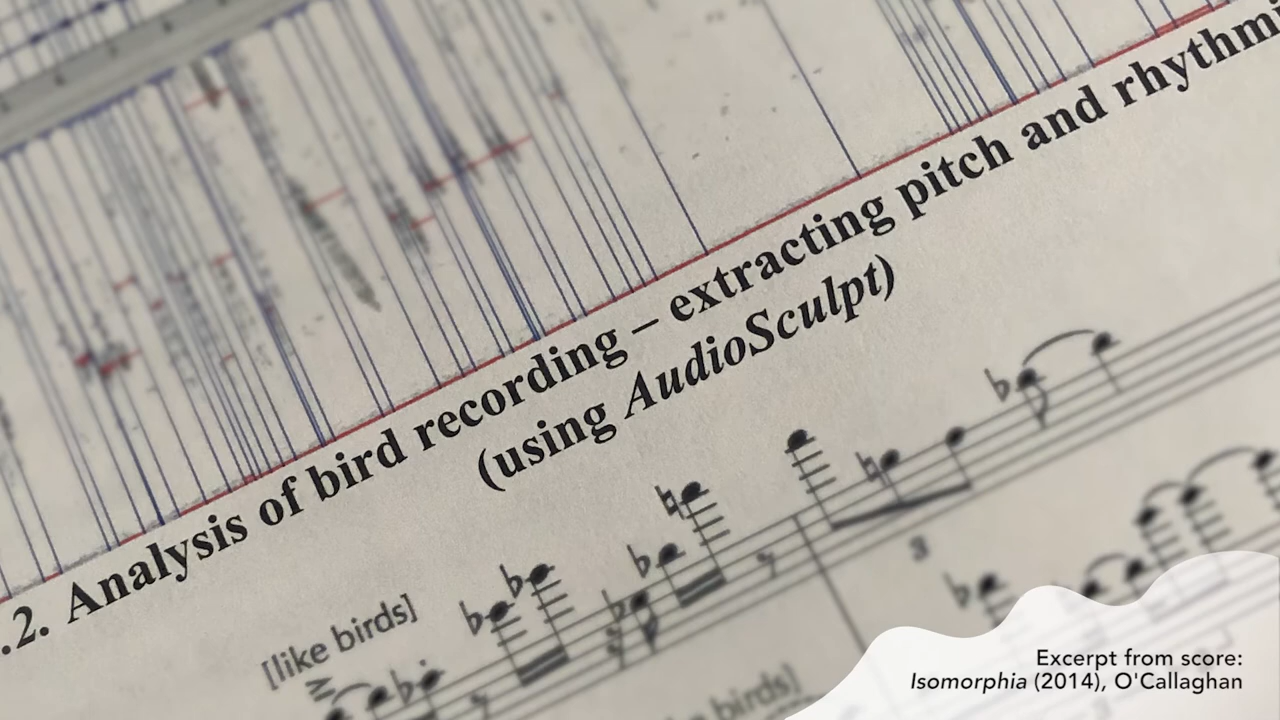 .2. Analysis of bird recording – extracting pitch and rhythmi
(using AudioSculpt)
[like birds]
3
birds]
Excerpt from score:
Isomorphia (2014), O'Callaghan